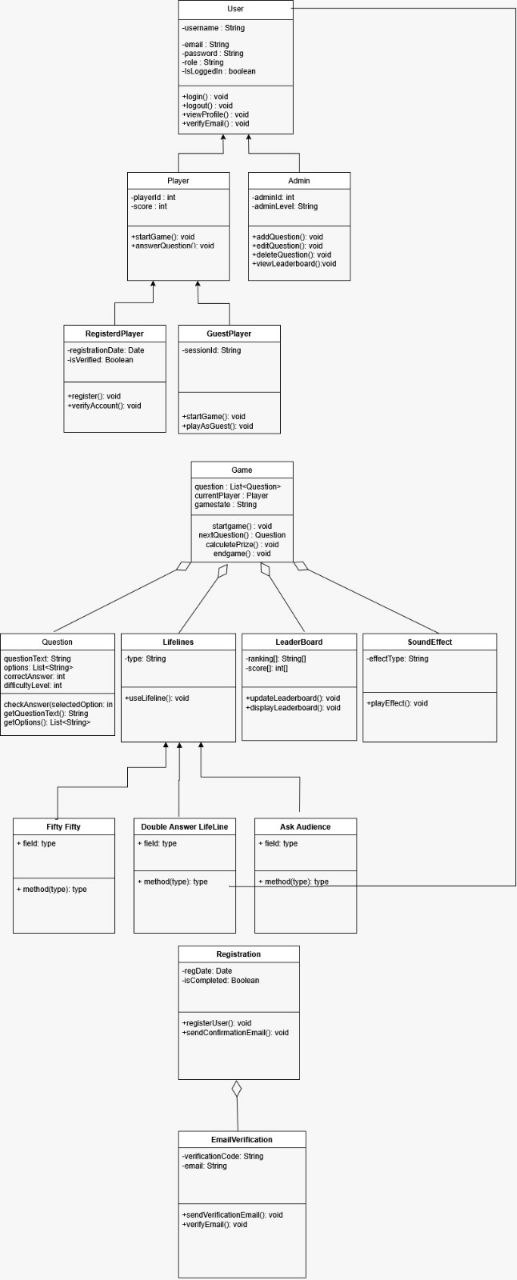 User
-username : String
-email : String
-password : String
-role : String
-IsLoggedIn : boolean
+login() : void
+logout() : void
+viewProfile() : void
+verifyEmail() : void
Player
-playerId : int
-score : int
+startGame(): void
+answerQuestion(): void
Admin
-adminId: int
-adminLevel: String
+addQuestion(): void
+editQuestion(): void
+deleteQuestion(): void
+viewLeaderboard():void
RegisterdPlayer
-registrationDate: Date
-isVerified: Boolean
+register(): void
+verifyAccount(): void
GuestPlayer
-sessionId: String
+startGame(): void
+playAsGuest(): void
Game
question : List<Question>
currentPlayer : Player
gamestate : String
startgame() : void
nextQuestion() : Question
calculetePrize() : void
endgame() : void
Question
questionText: String
options: List<String>
correctAnswer: int
difficultyLevel: int
checkAnswer(selectedOption: in
getQuestionText(): String
getOptions(): List<String>
Lifelines
-type: String
+useLifeline(): void
LeaderBoard
-ranking[]: String[]
-score[]: int[]
+updateLeaderboard(): void
+displayLeaderboard(): void
SoundEffect
-effectType: String
+playEffect(): void
Fifty Fifty
+ field: type
+ method(type): type
Double Answer LifeLine
+ field: type
+ method(type): type
Ask Audience
+ field: type
+ method(type): type
Registration
-regDate: Date
-isCompleted: Boolean
+registerUser(): void
+sendConfirmationEmail(): void
EmailVerification
-verificationCode: String
-email: String
+sendVerificationEmail(): void
+verifyEmail(): void